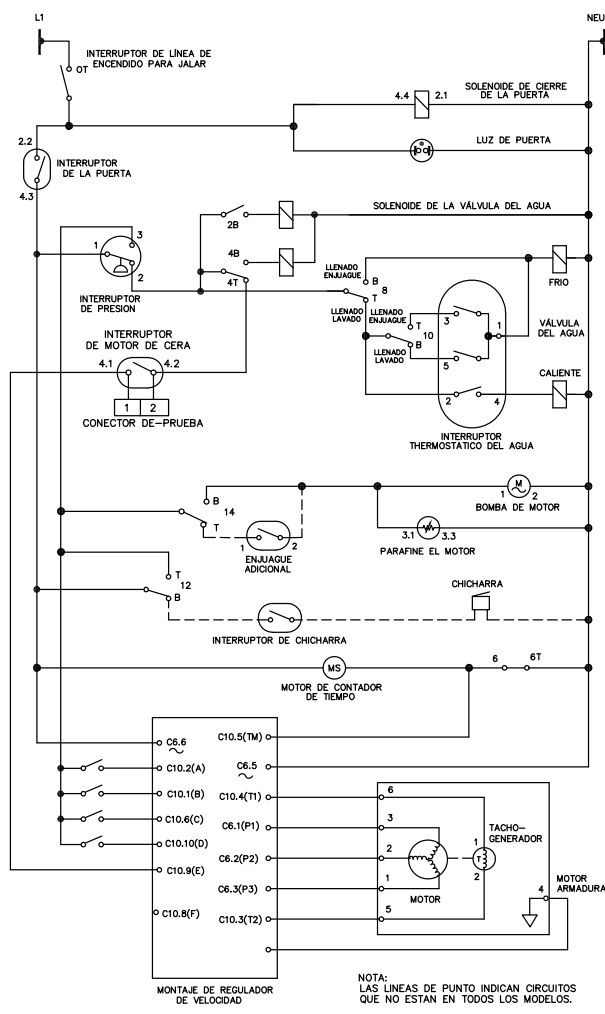 L1
NEU
INTERRUPTOR DE LÍNEA DE
ENCENDIDO PARA JALAR
OT
SOLENOIDE DE CIERRE
DE LA PUERTA
4.4
2.1
LUZ DE PUERTA
2.2
INTERRUPTOR
DE LA PUERTA
4.3
SOLENOIDE DE LA VÁLVULA DEL AGUA
2B
3
1
2
4B
4T
INTERRUPTOR
DE PRESION
LLENADO
ENJUAGUE
B
8
T
LLENADO
LAVADO
FRIO
LLENADO
ENJUAGUE
T
10
B
LLENADO
LAVADO
3
1
5
2
4
VÁLVULA
DEL AGUA
CALIENTE
INTERRUPTOR
THERMOSTATICO DEL AGUA
INTERRUPTOR
DE MOTOR DE CERA
4.1
4.2
1
2
CONECTOR DE-PRUEBA
B
14
T
1
2
ENJUAGUE
ADICIONAL
M
1
2
BOMBA DE MOTOR
3.1
3.3
PARAFINE EL MOTOR
T
12
B
CHICHARRA
INTERRUPTOR DE CHICHARRA
MS
6
6T
MOTOR DE CONTADOR
DE TIEMPO
C6.6
C10.5(TM)
C10.2(A)
C6.5
C10.1(B)
C10.4(T1)
C10.6(C)
C6.1(P1)
C10.10(D)
C6.2(P2)
C10.9(E)
C6.3(P3)
C10.8(F)
C10.3(T2)
6
3
2
1
5
MOTOR
1
T
2
TACHO-
GENERADOR
MOTOR
ARMADURA
4
MONTAJE DE REGULADOR
DE VELOCIDAD
NOTA:
LAS LINEAS DE PUNTO INDICAN CIRCUITOS
QUE NO ESTAN EN TODOS LOS MODELOS.